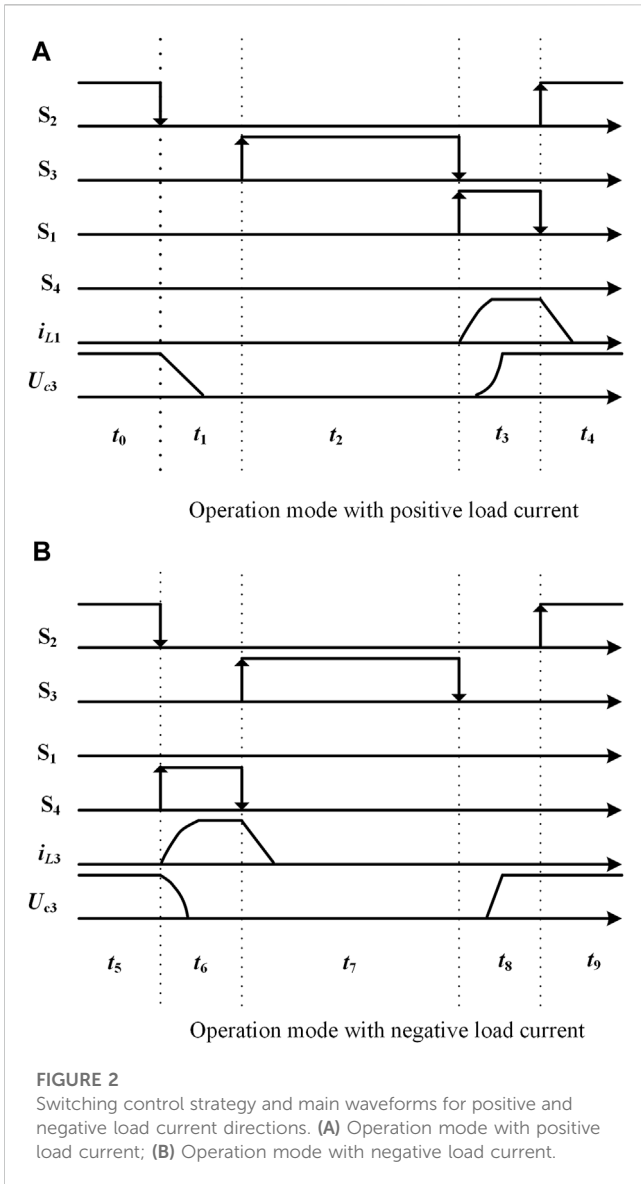 A
S2
S3
S1
S4
iL1
Uc3
t0 t1 t2 t3 t4
Operation mode with positive load current
B
S2
S3
S1
S4
iL3
Uc3
t5 t6 t7 t8 t9
Operation mode with negative load current
FIGURE 2
Switching control strategy and main waveforms for positive and
negative load current directions. (A) Operation mode with positive
load current; (B) Operation mode with negative load current.